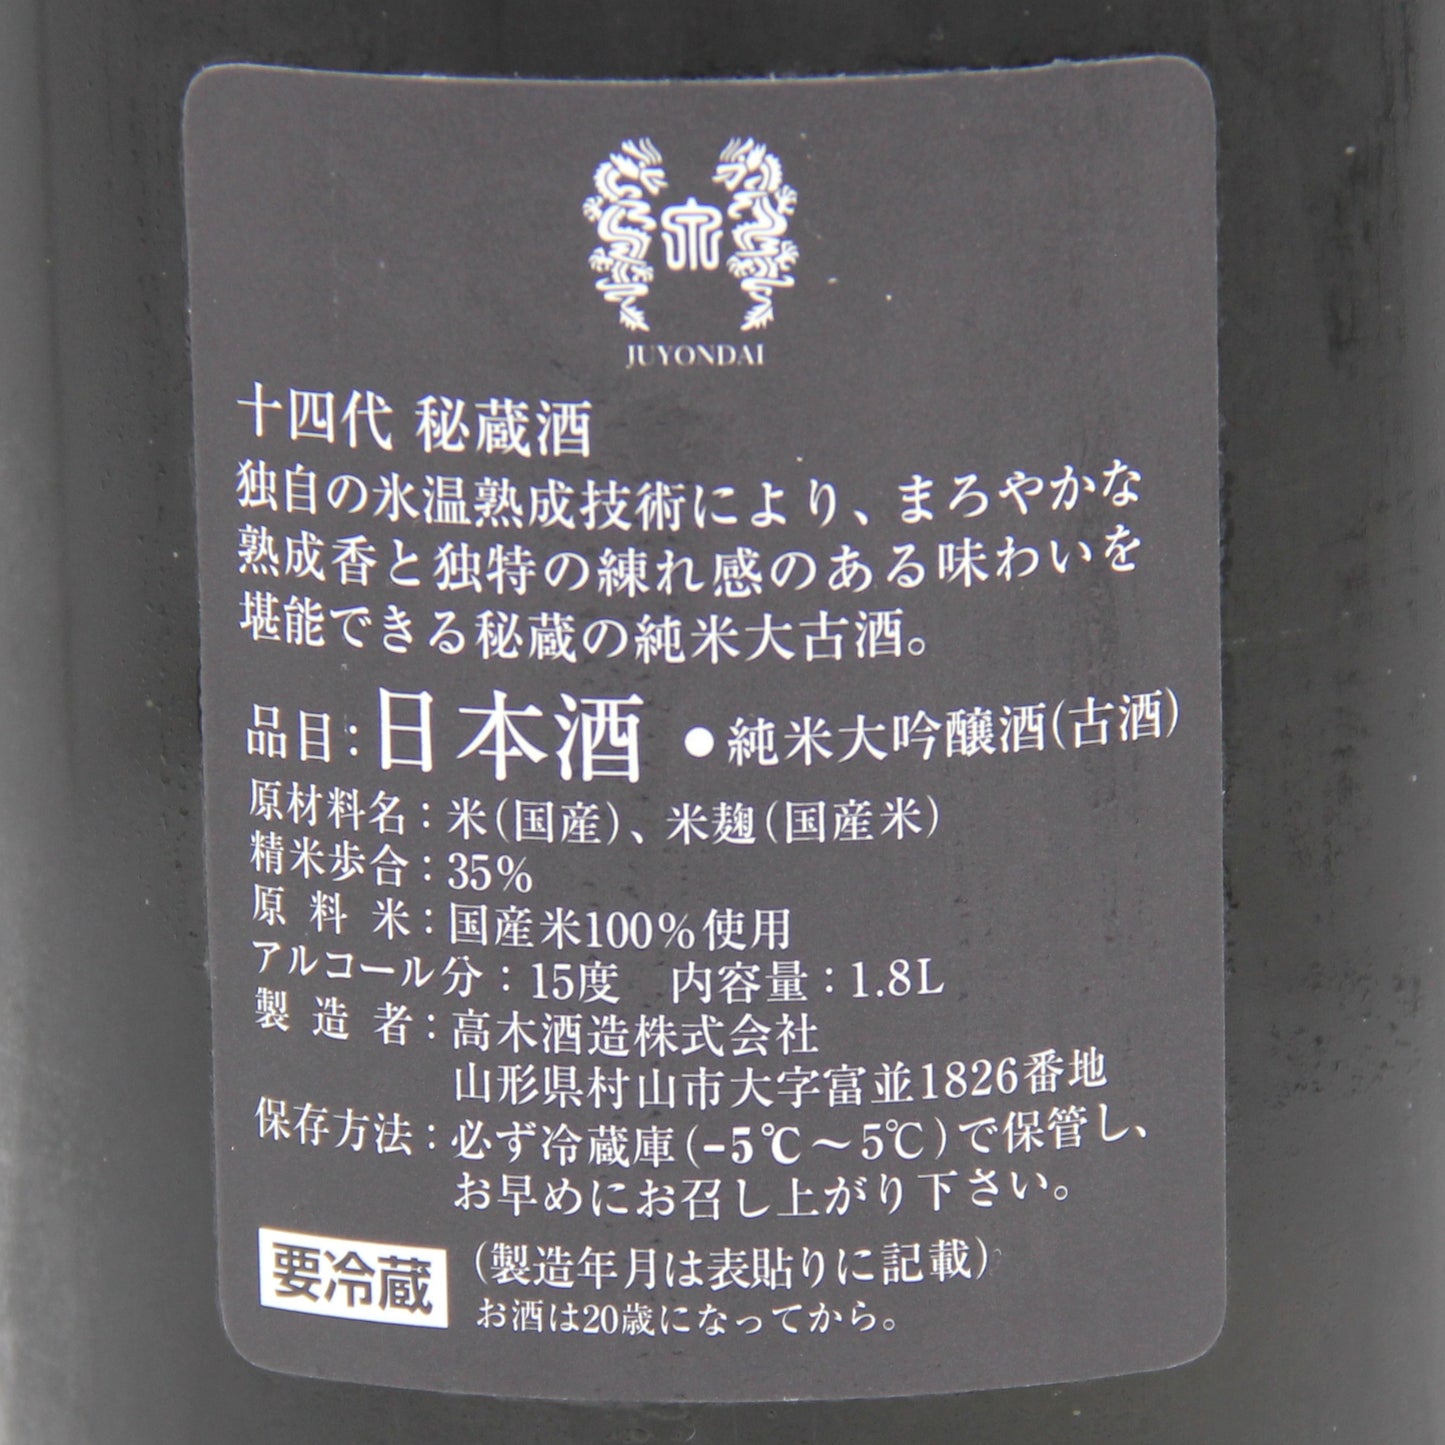 JUYONDAI
十四代 秘蔵酒
独自の氷温熟成技術により、まろやかな
熟成香と独特の練れ感のある味わいを
堪能できる秘蔵の純米大古酒。
品目:日本酒 ●純米大吟醸酒(古酒)
原材料名:米(国産)、米麹(国産米)
精米歩合:35%
原料米:国産米100%使用
アルコール分:15度 内容量:1.8L
製造者:高木酒造株式会社
山形県村山市大字富並1826番地
保存方法:必ず冷蔵庫(-5℃〜5℃)で保管し、
お早めにお召し上がり下さい。
要冷蔵 (製造年月は表貼りに記載)
お酒は20歳になってから。